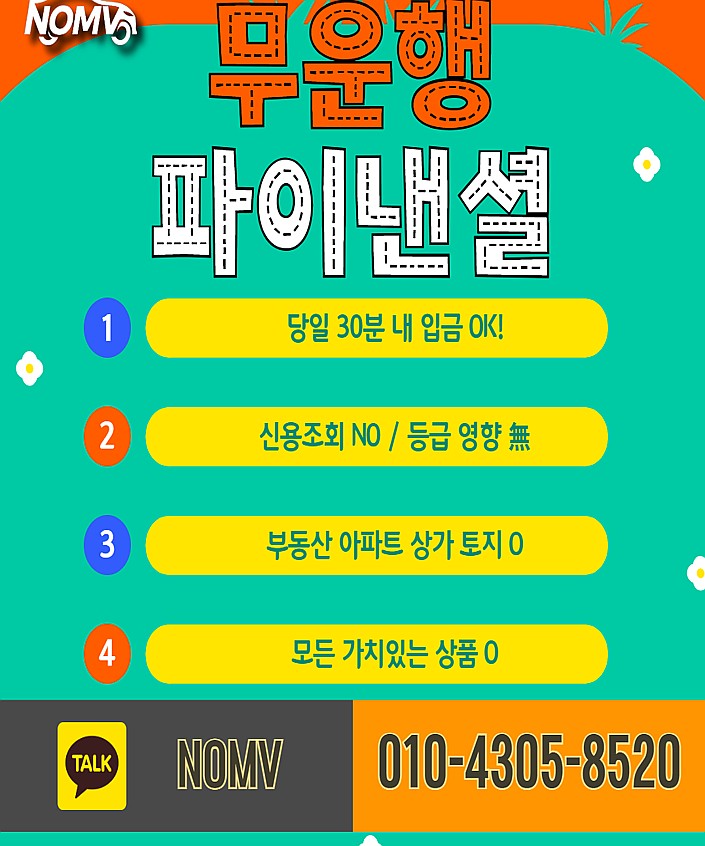 NOMV
무운행
파이낸셜
1 당일 30분 내 입금 OK!
2 신용조회 NO / 등급 영향 無
3 부동산 아파트 상가 토지 O
4 모든 가치있는 상품 O
TALK NOMV 010-4305-8520